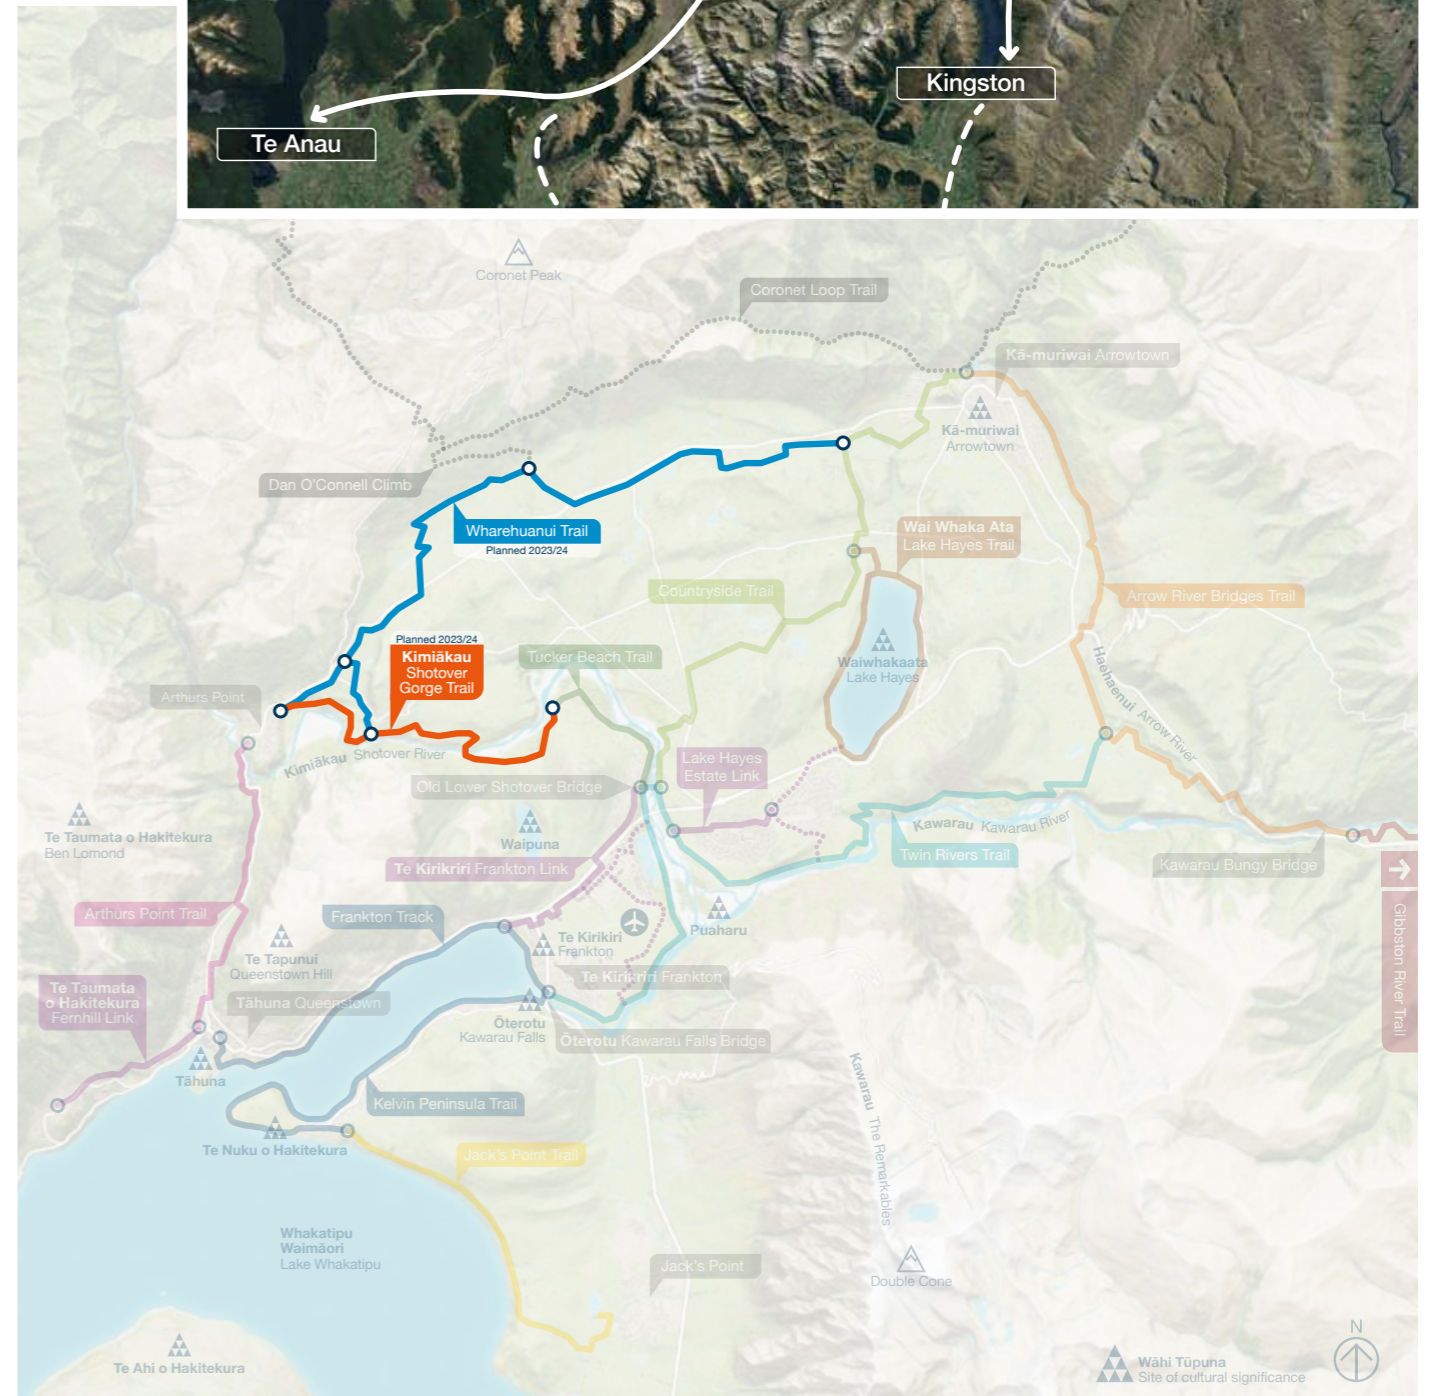 Kingston
Te Anau
Coronet Peak
Coronet Loop Trail
Kā-muriwai Arrowtown
Kā-muriwai
Arrowtown
Dan O'Connell Climb
Wharehuanui Trail
Planned 2023/24
Wai Whaka Ata
Lake Hayes Trail
Countryside Trail
Arrow River Bridges Trail
Planned 2023/24
Kimiākau
Shotover
Gorge Trail
Tucker Beach Trail
Waiwhakaata
Lake Hayes
Haehaenui Arrow River
Arthurs Point
Kimiākau Shotover River
Old Lower Shotover Bridge
Lake Hayes
Estate Link
Te Taumata o Hakitekura
Ben Lomond
Waipuna
Kawarau Kawarau River
Twin Rivers Trail
Kawarau Bungy Bridge
Te Kirikriri Frankton Link
Gibbston River Trail
Arthurs Point Trail
Frankton Track
Puaharu
Te Kirikiri
Frankton
Te Tapunui
Queenstown Hill
Te Kirikriri Frankton
Te Taumata
o Hakitekura
Fernhill Link
Tāhuna Queenstown
Ōterotu
Kawarau Falls
Ōterotu Kawarau Falls Bridge
Tāhuna
Kelvin Peninsula Trail
Kawarau The Remarkables
Te Nuku o Hakitekura
Jack's Point Trail
Whakatipu
Waimāori
Lake Whakatipu
Jack's Point
Double Cone
Te Ahi o Hakitekura
N
Wāhi Tūpuna
Site of cultural significance